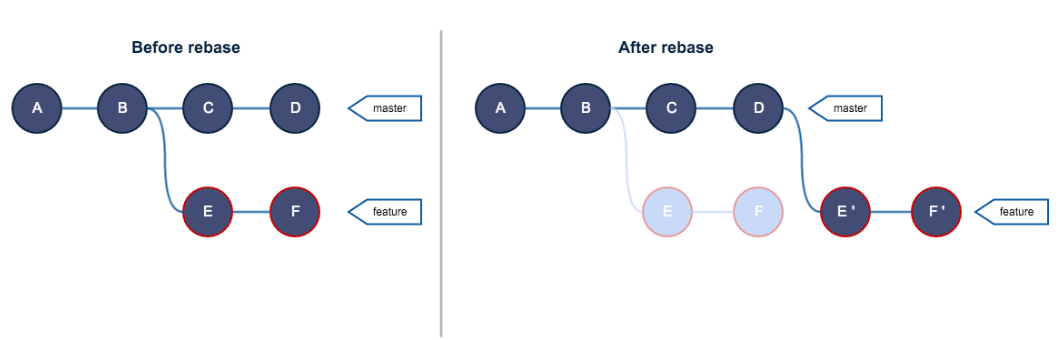 Before rebase
A B C D master
E F feature
After rebase
A B C D master
E F E ' F ' feature